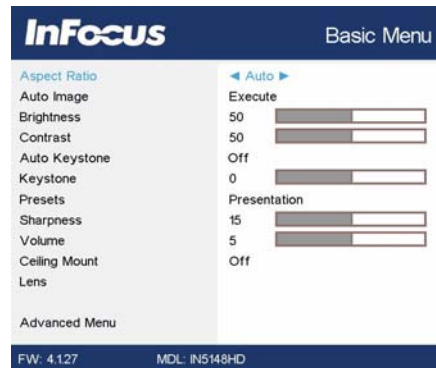 InFocus Basic Menu
Aspect Ratio ◄ Auto ►
Auto Image Execute
Brightness 50
Contrast 50
Auto Keystone Off
Keystone 0
Presets Presentation
Sharpness 15
Volume 5
Ceiling Mount Off
Lens
Advanced Menu
FW: 4.1.27 MDL: IN5148HD